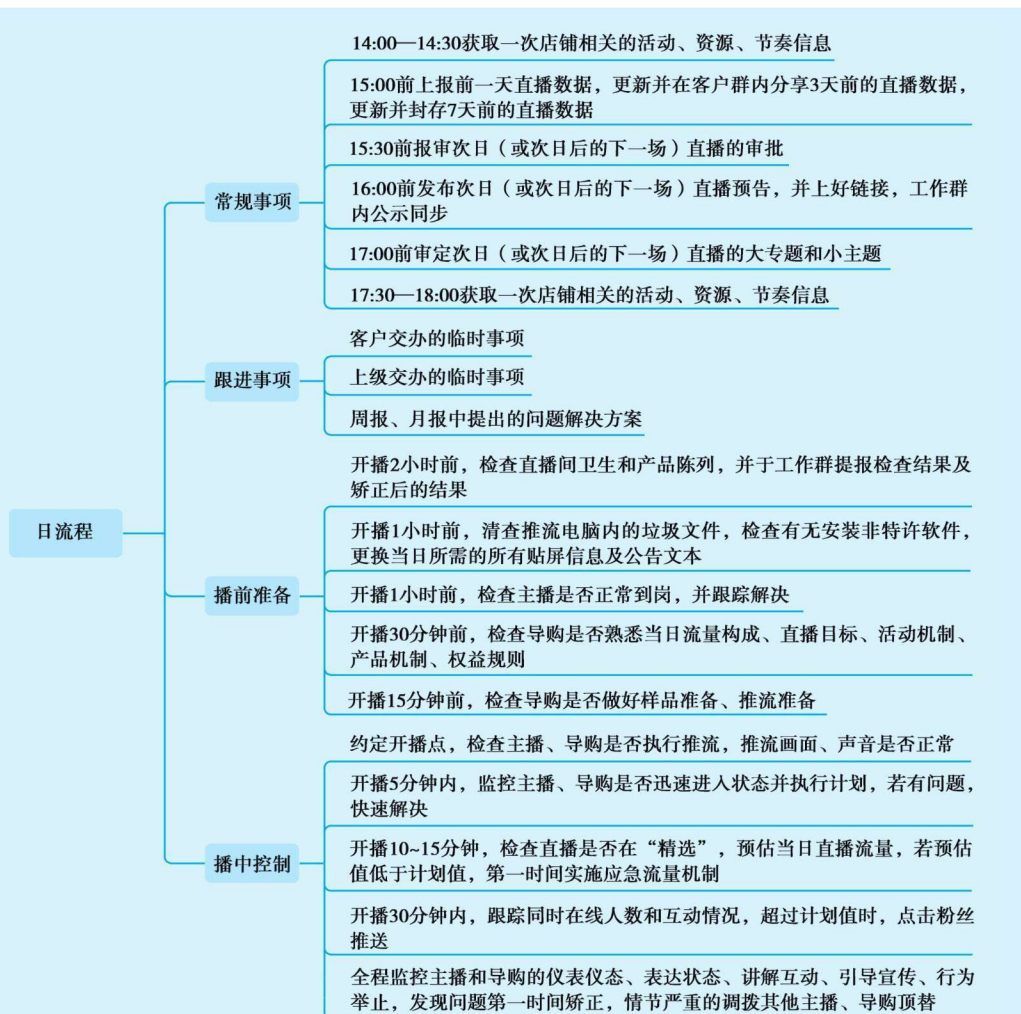 14:00—14:30获取一次店铺相关的活动、资源、节奏信息
15:00前上报前一天直播数据，更新并在客户群内分享3天前的直播数据，
更新并封存7天前的直播数据
15:30前报审次日（或次日后的下一场）直播的审批
常规事项
16:00前发布次日（或次日后的下一场）直播预告，并上好链接，工作群
内公示同步
17:00前审定次日（或次日后的下一场）直播的大专题和小主题
17:30—18:00获取一次店铺相关的活动、资源、节奏信息
客户交办的临时事项
跟进事项
上级交办的临时事项
周报、月报中提出的问题解决方案
日流程
开播2小时前，检查直播间卫生和产品陈列，并于工作群提报检查结果及
矫正后的结果
开播1小时前，清查推流电脑内的垃圾文件，检查有无安装非特许软件，
更换当日所需的所有贴屏信息及公告文本
播前准备
开播1小时前，检查主播是否正常到岗，并跟踪解决
开播30分钟前，检查导购是否熟悉当日流量构成、直播目标、活动机制、
产品机制、权益规则
开播15分钟前，检查导购是否做好样品准备、推流准备
约定开播点，检查主播、导购是否执行推流，推流画面、声音是否正常
开播5分钟内，监控主播、导购是否迅速进入状态并执行计划，若有问题，
快速解决
播中控制
开播10~15分钟，检查直播是否在“精选”，预估当日直播流量，若预估
值低于计划值，第一时间实施应急流量机制
开播30分钟内，跟踪同时在线人数和互动情况，超过计划值时，点击粉丝
推送
全程监控主播和导购的仪表仪态、表达状态、讲解互动、引导宣传、行为
举止，发现问题第一时间矫正，情节严重的调拨其他主播、导购顶替